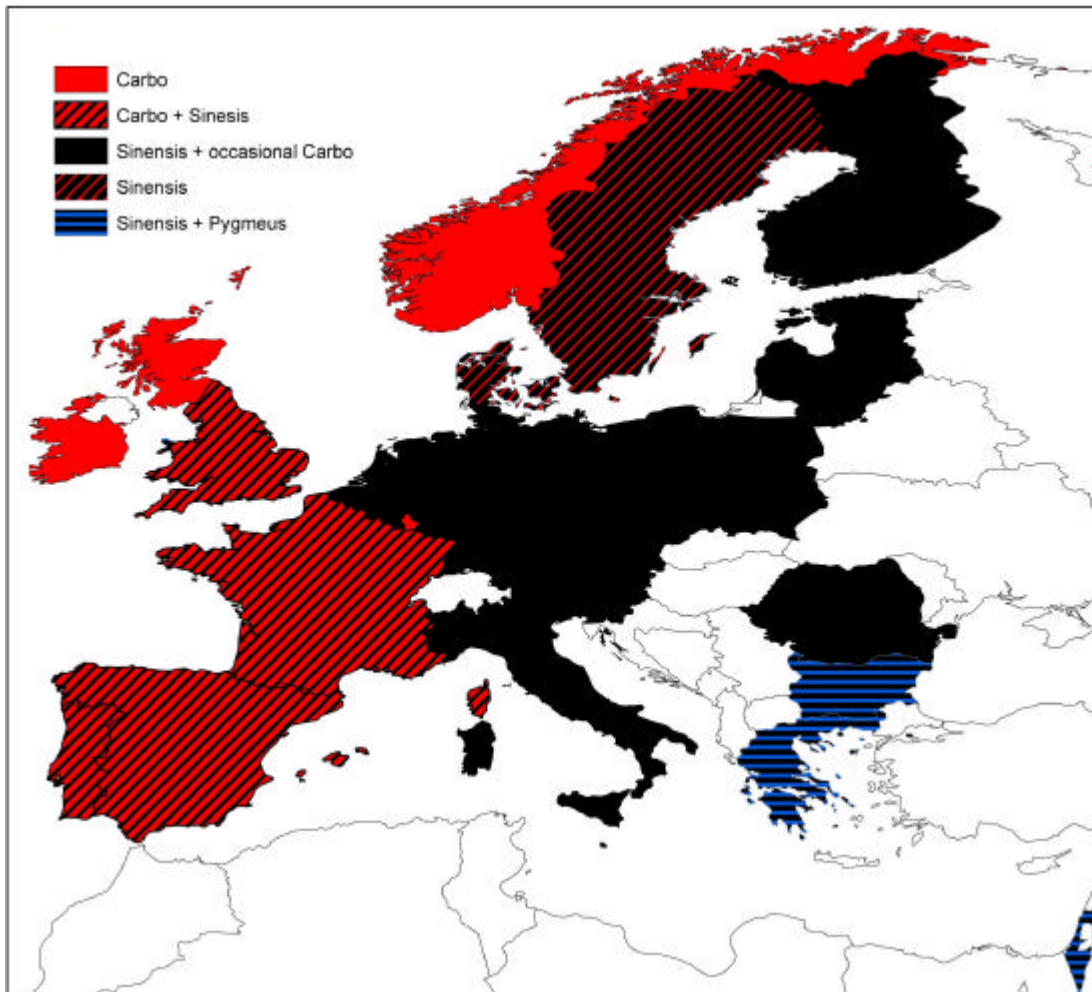 Carbo
Carbo + Sinesis
Sinensis + occasional Carbo
Sinensis
Sinensis + Pygmeus